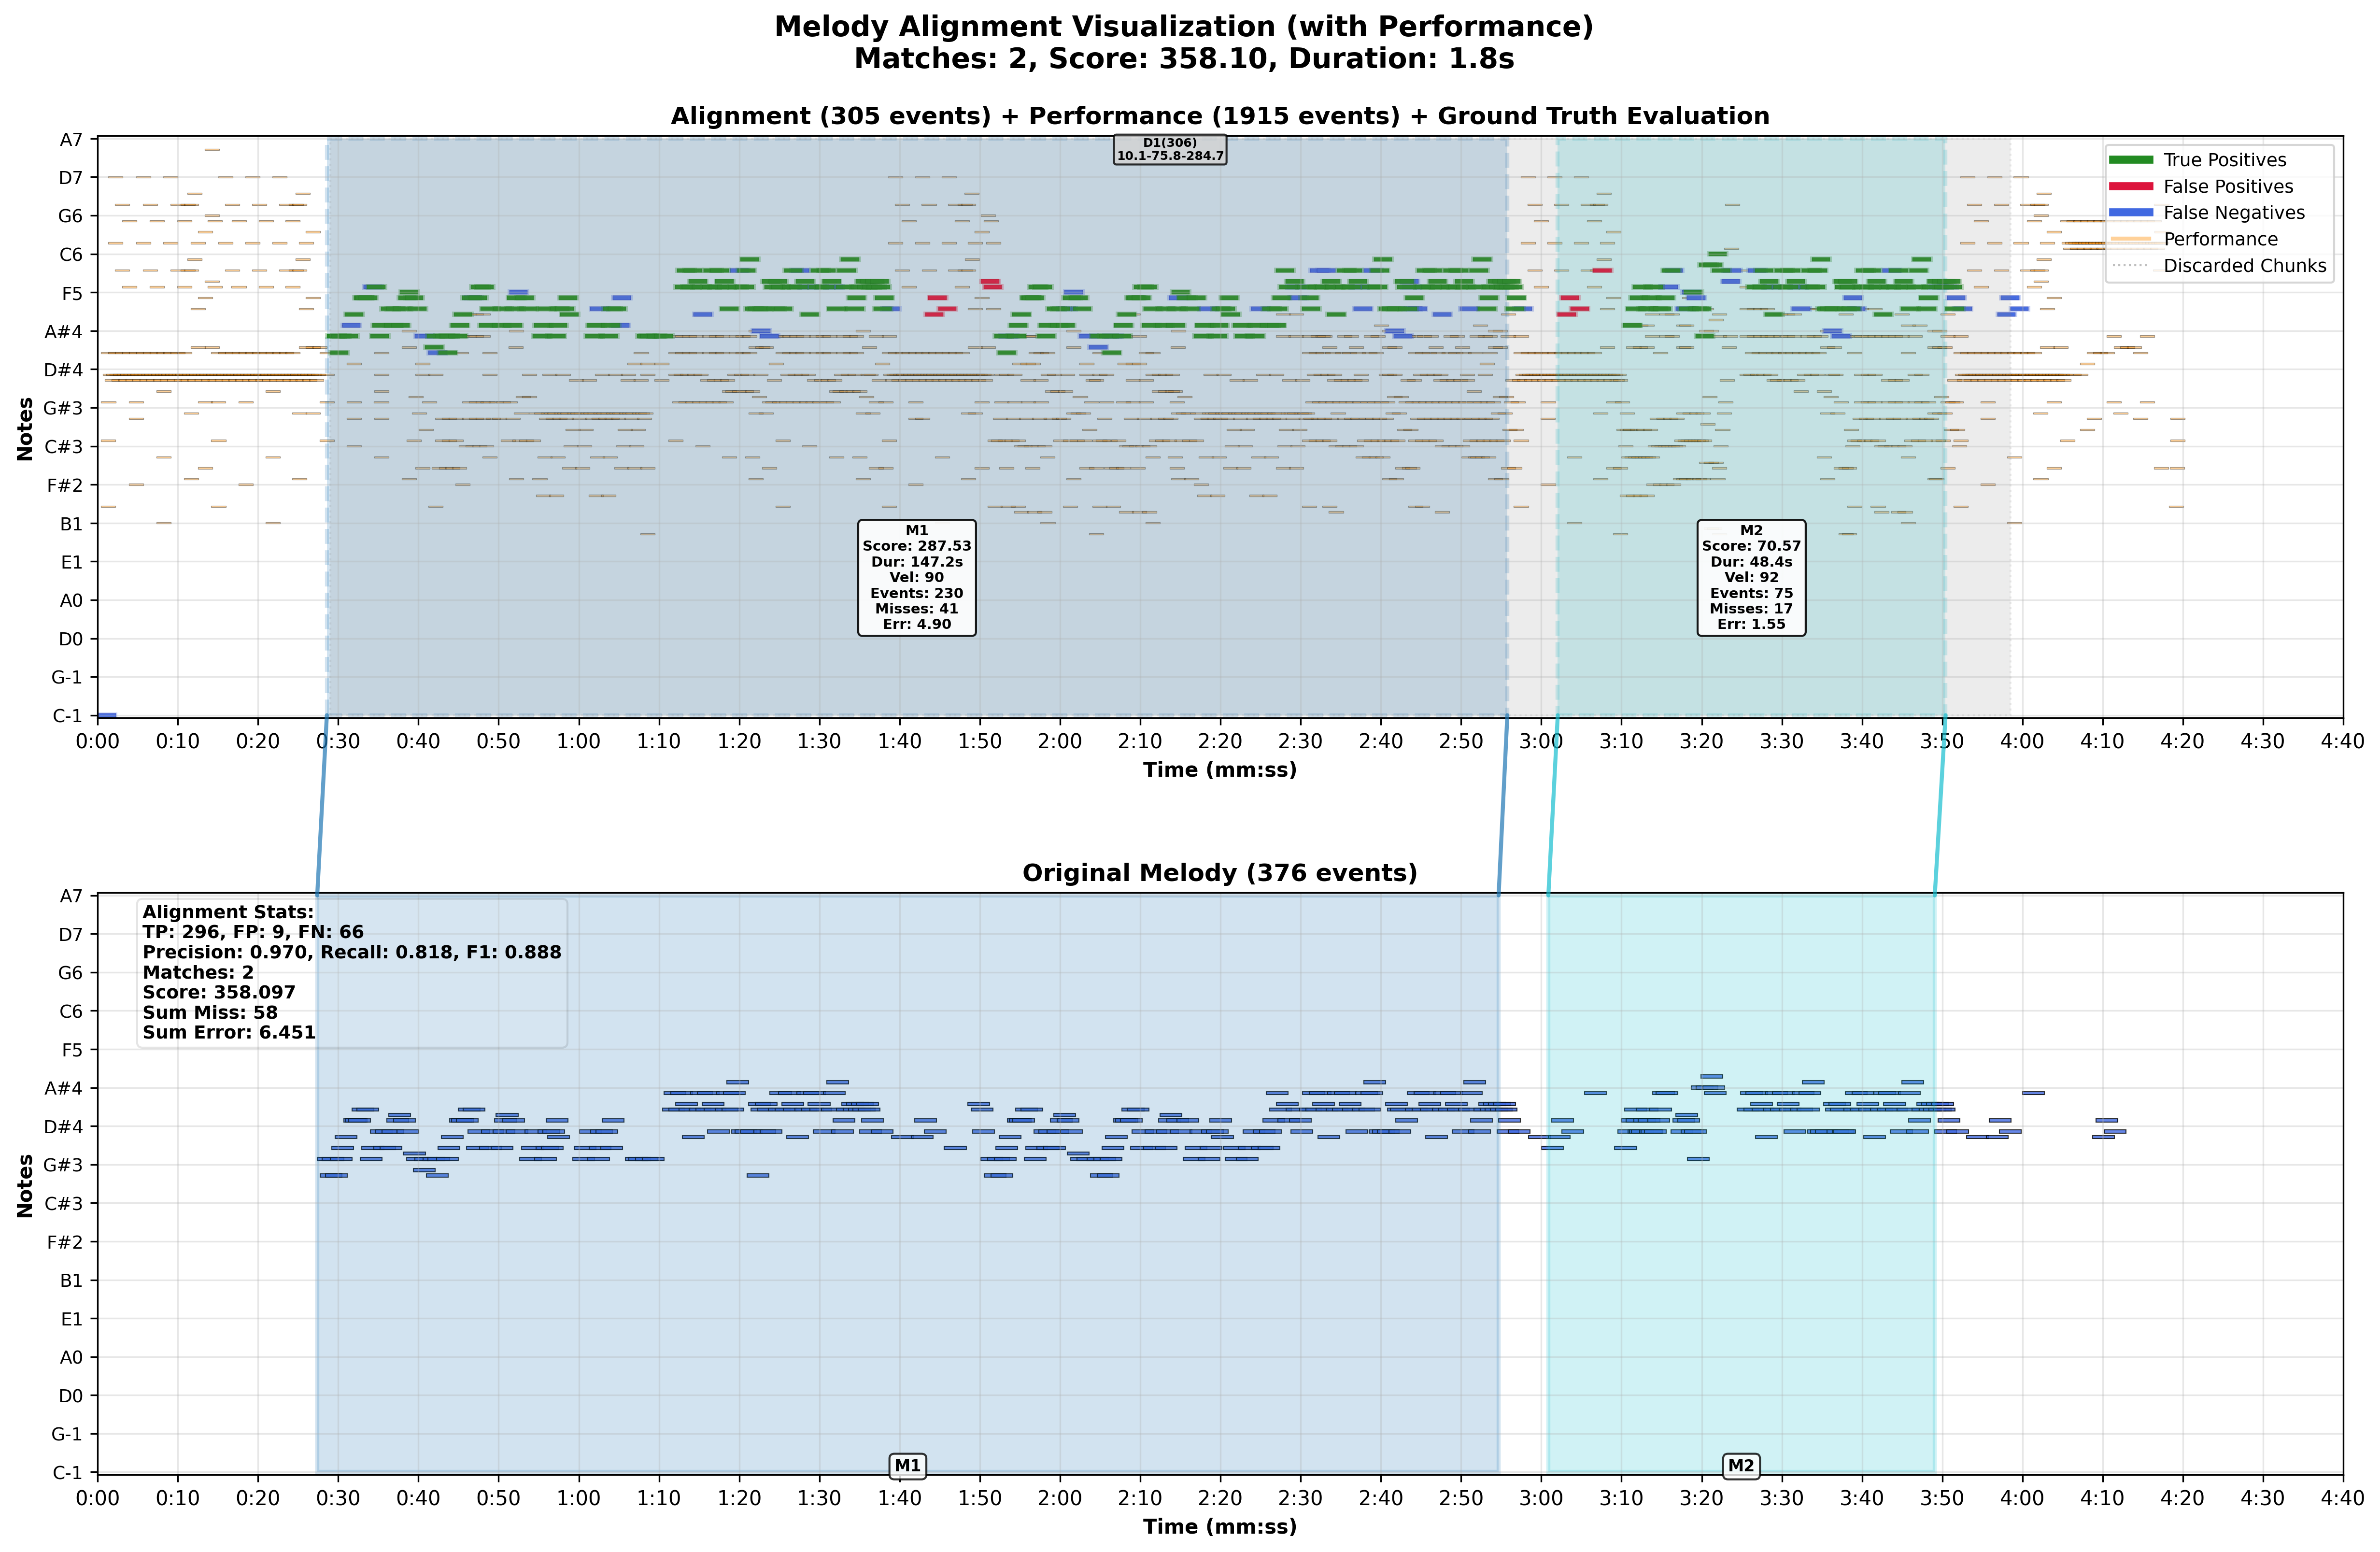 Melody Alignment Visualization (with Performance)
Matches: 2, Score: 358.10, Duration: 1.8s
Alignment (305 events) + Performance (1915 events) + Ground Truth Evaluation
A7
D7
G6
C6
F5
A#4
D#4
G#3
C#3
F#2
B1
E1
A0
D0
G-1
C-1
Notes
D1(306)
10.1-75.8-284.7
True Positives
False Positives
False Negatives
Performance
Discarded Chunks
M1
Score: 287.53
Dur: 147.2s
Vel: 90
Events: 230
Misses: 41
Err: 4.90
M2
Score: 70.57
Dur: 48.4s
Vel: 92
Events: 75
Misses: 17
Err: 1.55
0:00 0:10 0:20 0:30 0:40 0:50 1:00 1:10 1:20 1:30 1:40 1:50 2:00 2:10 2:20 2:30 2:40 2:50 3:00 3:10 3:20 3:30 3:40 3:50 4:00 4:10 4:20 4:30 4:40
Time (mm:ss)
Original Melody (376 events)
A7
D7
G6
C6
F5
A#4
D#4
G#3
C#3
F#2
B1
E1
A0
D0
G-1
C-1
Notes
Alignment Stats:
TP: 296, FP: 9, FN: 66
Precision: 0.970, Recall: 0.818, F1: 0.888
Matches: 2
Score: 358.097
Sum Miss: 58
Sum Error: 6.451
M1
M2
0:00 0:10 0:20 0:30 0:40 0:50 1:00 1:10 1:20 1:30 1:40 1:50 2:00 2:10 2:20 2:30 2:40 2:50 3:00 3:10 3:20 3:30 3:40 3:50 4:00 4:10 4:20 4:30 4:40
Time (mm:ss)